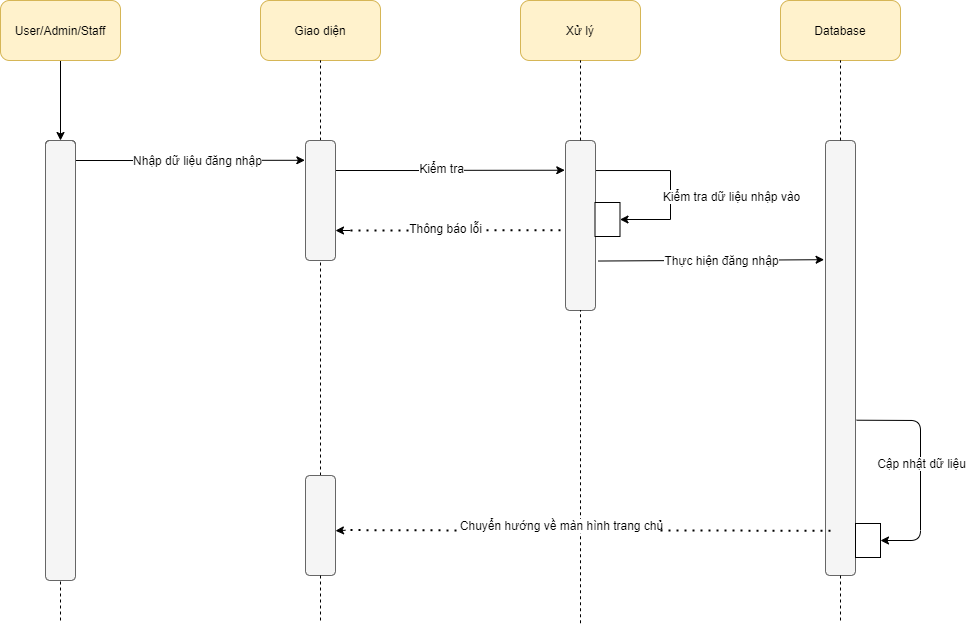 User/Admin/Staff
Giao diện
Xử lý
Database
Nhập dữ liệu đăng nhập
Kiểm tra
Kiểm tra dữ liệu nhập vào
Thông báo lỗi
Thực hiện đăng nhập
Cập nhật dữ liệu
Chuyển hướng về màn hình trang chủ